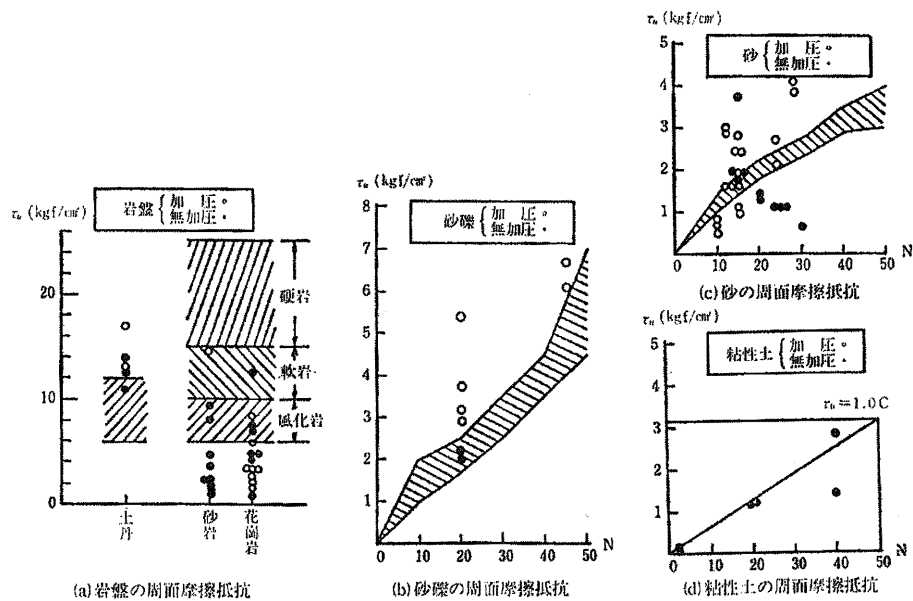 τu (kgf/cm²)
岩盤 { 加圧 ∘
無加圧 ・
20
10
0
硬岩
軟岩
風化岩
土丹
砂岩
花崗岩
(a)岩盤の周面摩擦抵抗
τu (kgf/cm²)
砂礫 { 加圧 ∘
無加圧 ・
8
7
6
5
4
3
2
1
0 10 20 30 40 50 N
(b)砂礫の周面摩擦抵抗
τu (kgf/cm²)
砂 { 加圧 ∘
無加圧 ・
5
4
3
2
1
0 10 20 30 40 50 N
(c)砂の周面摩擦抵抗
τu (kgf/cm²)
粘性土 { 加圧 ∘
無加圧 ・
5
4
3
2
1
τu=1.0C
0 10 20 30 40 50 N
(d)粘性土の周面摩擦抵抗